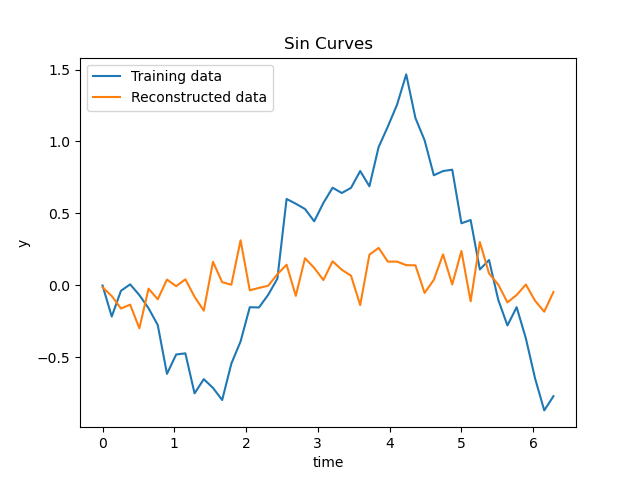 Sin Curves
Training data
Reconstructed data
1.5
1.0
0.5
0.0
−0.5
y
0 1 2 3 4 5 6
time